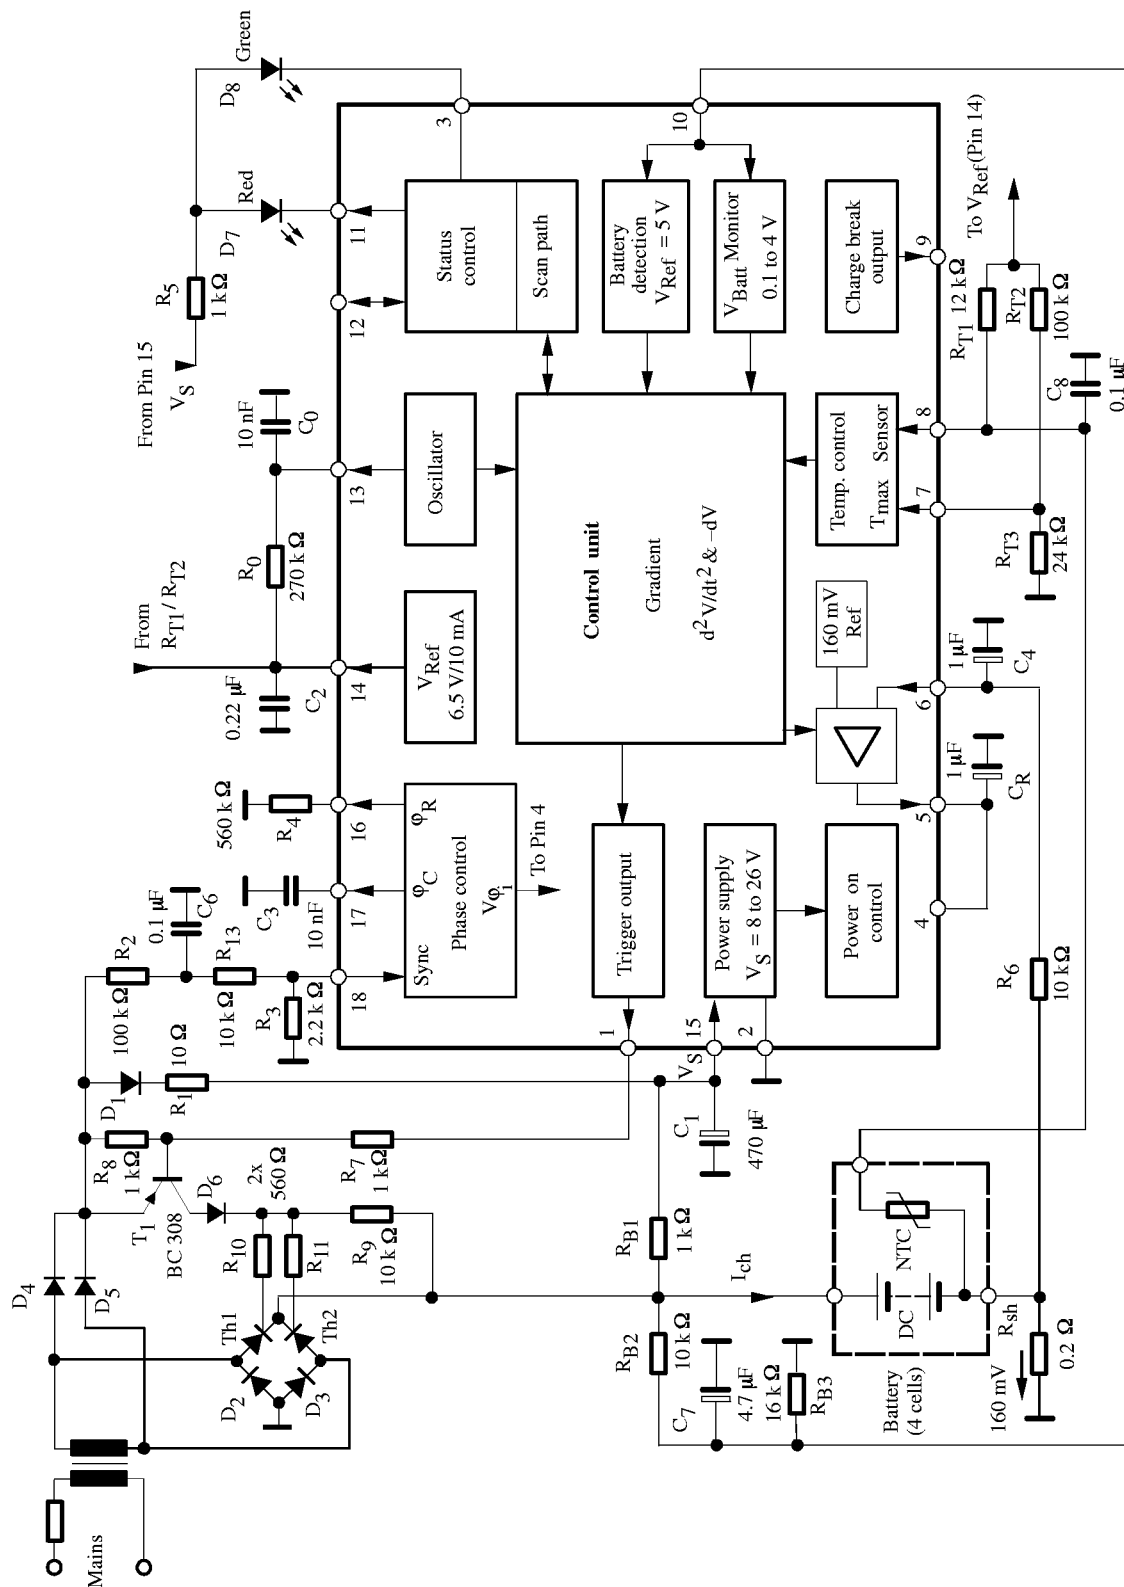 Mains
D4
D5
T1
BC 308
R8
1 kΩ
D6
D1
R1
10 Ω
R2
100 kΩ
C6
0.1 µF
R13
10 kΩ
R3
2.2 kΩ
C3
10 nF
R4
560 kΩ
C2
0.22 µF
From
RT1/RT2
R0
270 kΩ
10 nF
C0
From Pin 15
VS
R5
1 kΩ
D7
Red
D8
Green
18
17
16
14
13
12
11
3
10
Sync
φC
φR
Phase control
Vφi
To Pin 4
VRef
6.5 V/10 mA
Oscillator
Status
control
Scan path
Trigger output
Control unit
Gradient
d2V/dt2 & –dV
Battery
detection
VRef = 5 V
VBatt Monitor
0.1 to 4 V
Power supply
VS = 8 to 26 V
Power on
control
160 mV
Ref
Temp. control
Tmax Sensor
Charge break
output
1
VS
15
2
4
5
6
7
8
9
Th1
Th2
D2
D3
R10
R11
2x
560 Ω
R9
10 kΩ
R7
1 kΩ
C1
470 µF
RB1
1 kΩ
RB2
10 kΩ
C7
4.7 µF
16 kΩ
RB3
Ich
Battery
(4 cells)
DC
NTC
Rsh
160 mV
0.2 Ω
R6
10 kΩ
CR
1 µF
C4
1 µF
RT3
24 kΩ
RT1
12 kΩ
RT2
100 kΩ
C8
0.1 µF
To VRef (Pin 14)